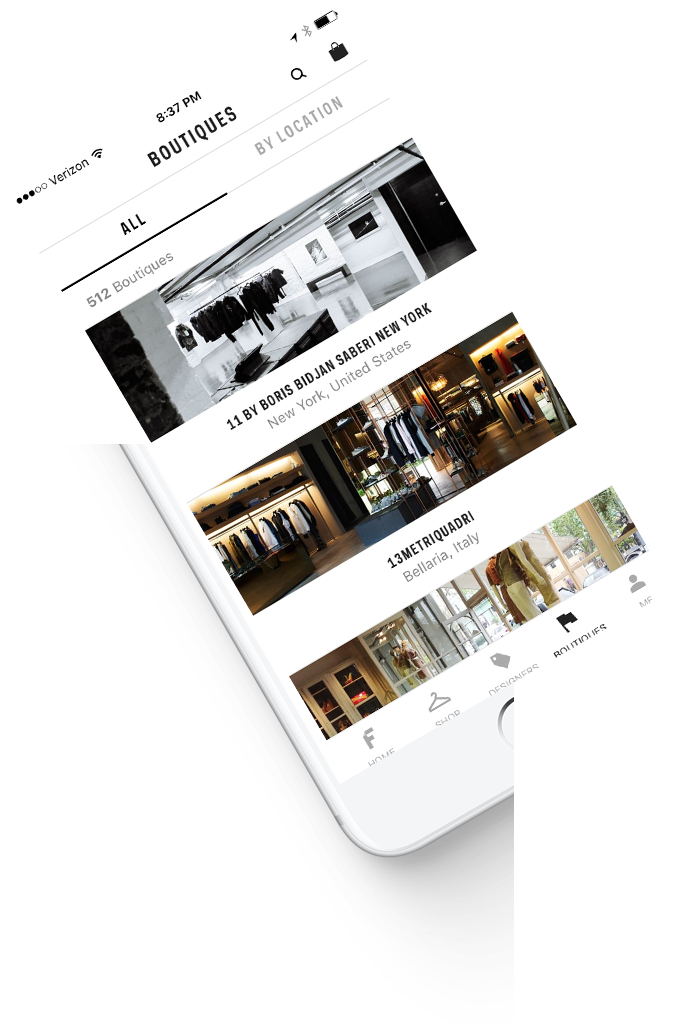 ●●●○○ Verizon 8:37 PM
BOUTIQUES
ALL BY LOCATION
512 Boutiques
11 BY BORIS BIDJAN SABERI NEW YORK
New York, United States
13METRIQUADRI
Bellaria, Italy
HOME SHOP DESIGNERS BOUTIQUES ME